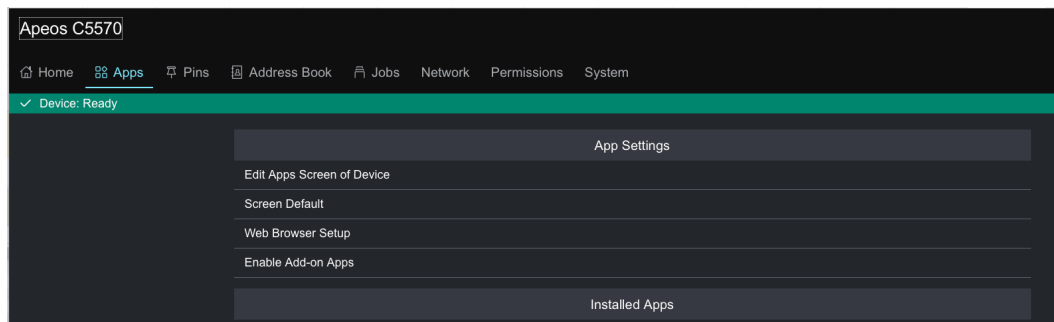 Apeos C5570
Home Apps Pins Address Book Jobs Network Permissions System
Device: Ready
App Settings
Edit Apps Screen of Device
Screen Default
Web Browser Setup
Enable Add-on Apps
Installed Apps